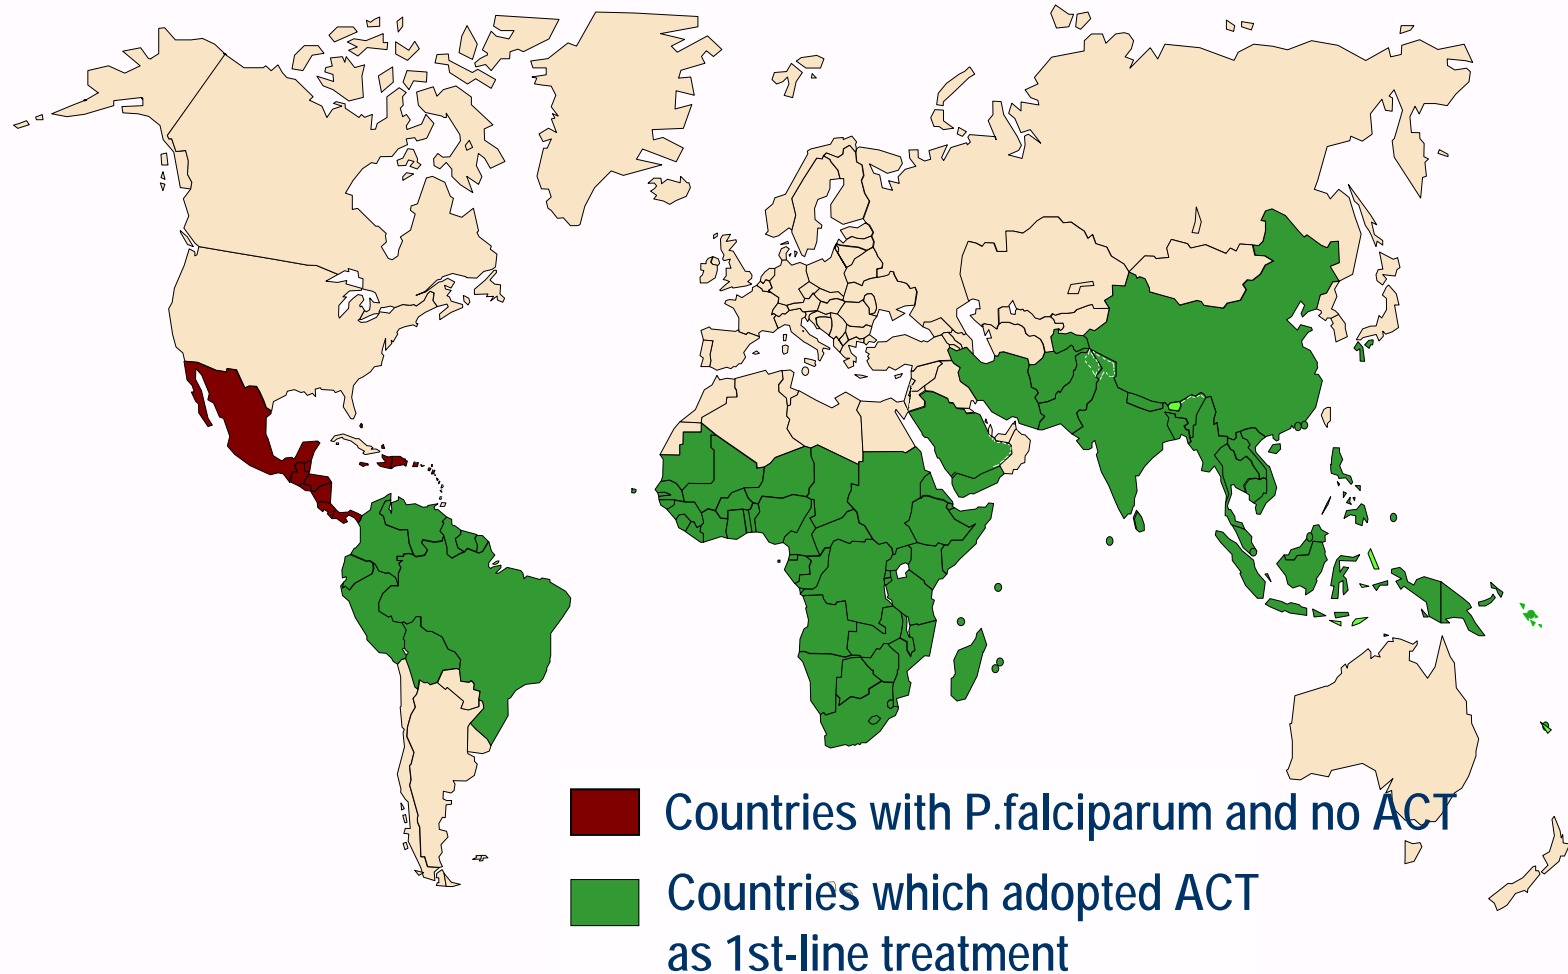 Countries with P.falciparum and no ACT
Countries which adopted ACT
as 1st-line treatment